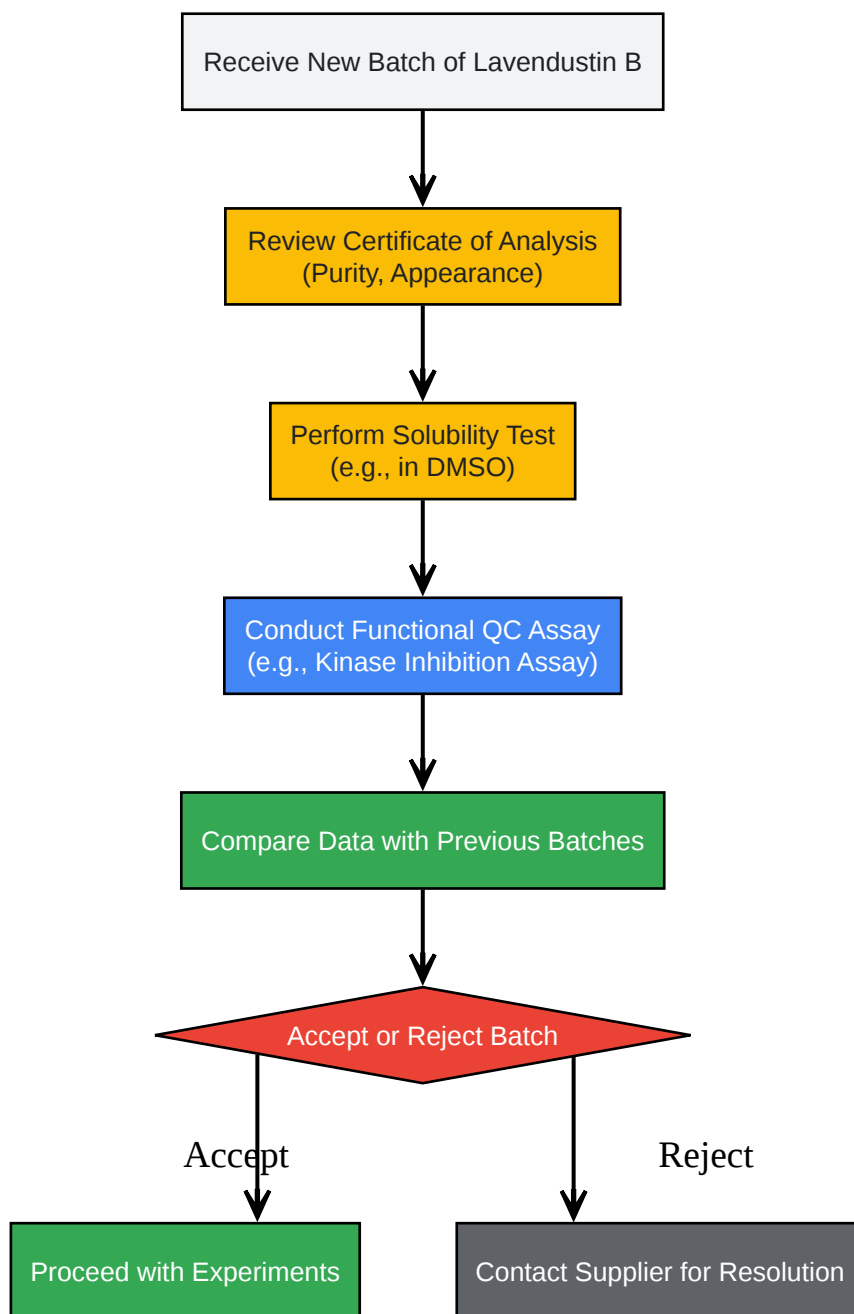 Receive New Batch of Lavendustin B
Review Certificate of Analysis
(Purity, Appearance)
Perform Solubility Test
(e.g., in DMSO)
Conduct Functional QC Assay
(e.g., Kinase Inhibition Assay)
Compare Data with Previous Batches
Accept or Reject Batch
Accept
Reject
Proceed with Experiments
Contact Supplier for Resolution